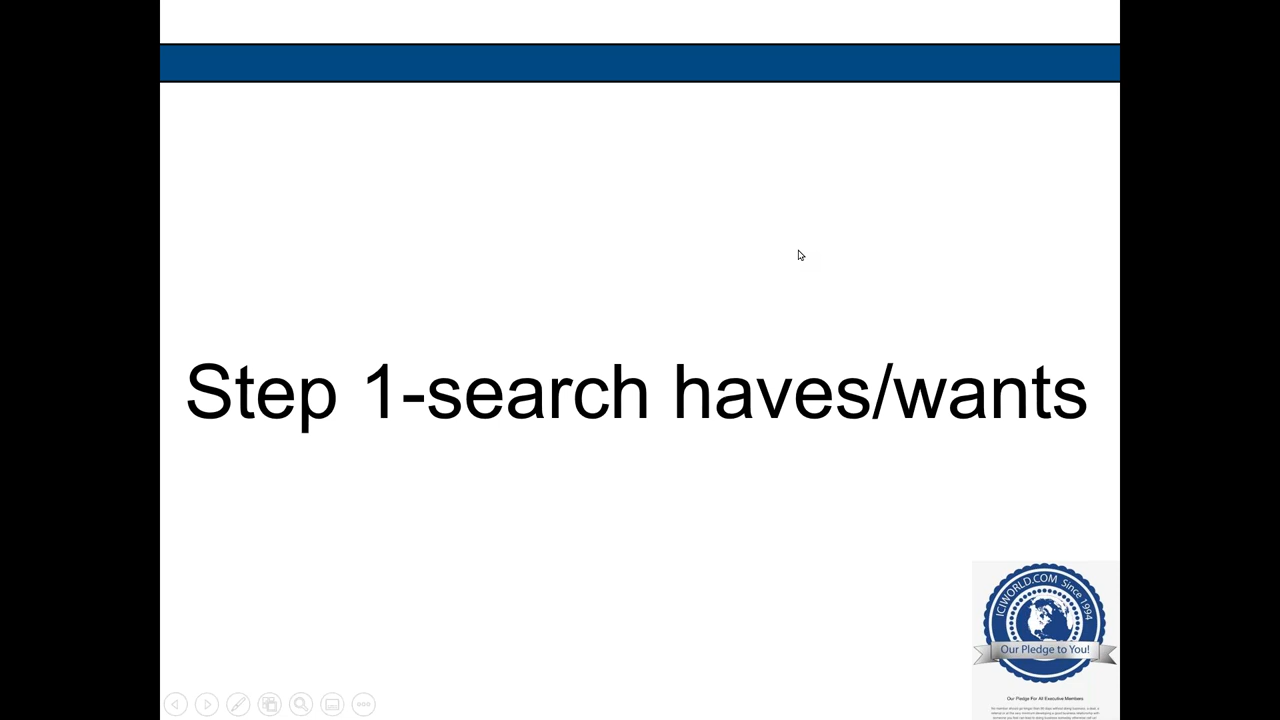 Step 1-search haves/wants
ICIWORLD.COM Since 1994
Our Pledge to You!
Our Pledge For All Executive Members